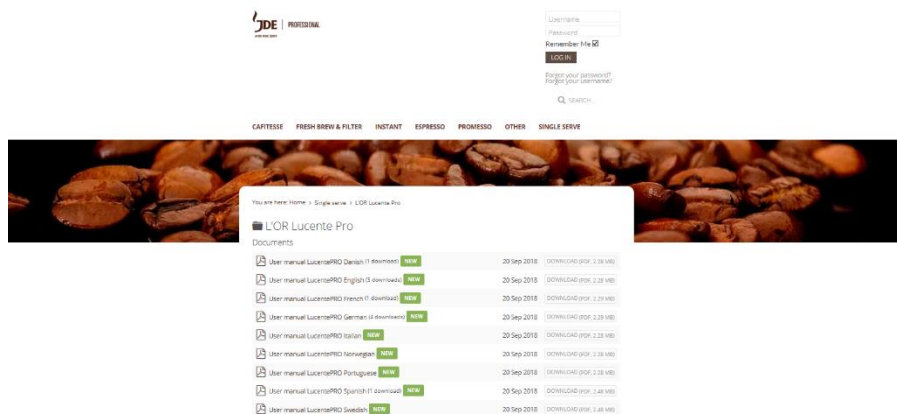 JDE | PROFESSIONAL
Username
Password
Remember Me
LOG IN
Forgot your password?
Forgot your username?
SEARCH...
CAFITESSE FRESH BREW & FILTER INSTANT ESPRESSO PROMESSO OTHER SINGLE SERVE
You are here: Home > Single serve > L'OR Lucente Pro
L'OR Lucente Pro
Documents
User manual LucentePRO Danish (1 download) NEW 20 Sep 2018 DOWNLOAD (PDF, 2.28 MB)
User manual LucentePRO English (3 downloads) NEW 20 Sep 2018 DOWNLOAD (PDF, 2.28 MB)
User manual LucentePRO French (1 download) NEW 20 Sep 2018 DOWNLOAD (PDF, 2.29 MB)
User manual LucentePRO German (4 downloads) NEW 20 Sep 2018 DOWNLOAD (PDF, 2.29 MB)
User manual LucentePRO Italian NEW 20 Sep 2018 DOWNLOAD (PDF, 2.28 MB)
User manual LucentePRO Norwegian NEW 20 Sep 2018 DOWNLOAD (PDF, MB)
User manual LucentePRO Portuguese NEW 20 Sep 2018 DOWNLOAD (PDF, MB)
User manual LucentePRO Spanish (1 download) NEW 20 Sep 2018 DOWNLOAD (PDF, 2.48 MB)
User manual LucentePRO Swedish NEW 20 Sep 2018 DOWNLOAD (PDF, 2.48 MB)